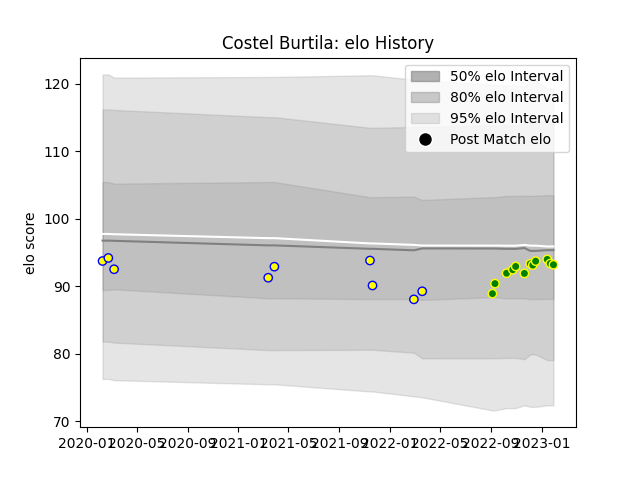 Costel Burtila: elo History
50% elo Interval
80% elo Interval
95% elo Interval
Post Match elo
elo score
120
110
100
90
80
70
2020-01 2020-05 2020-09 2021-01 2021-05 2021-09 2022-01 2022-05 2022-09 2023-01